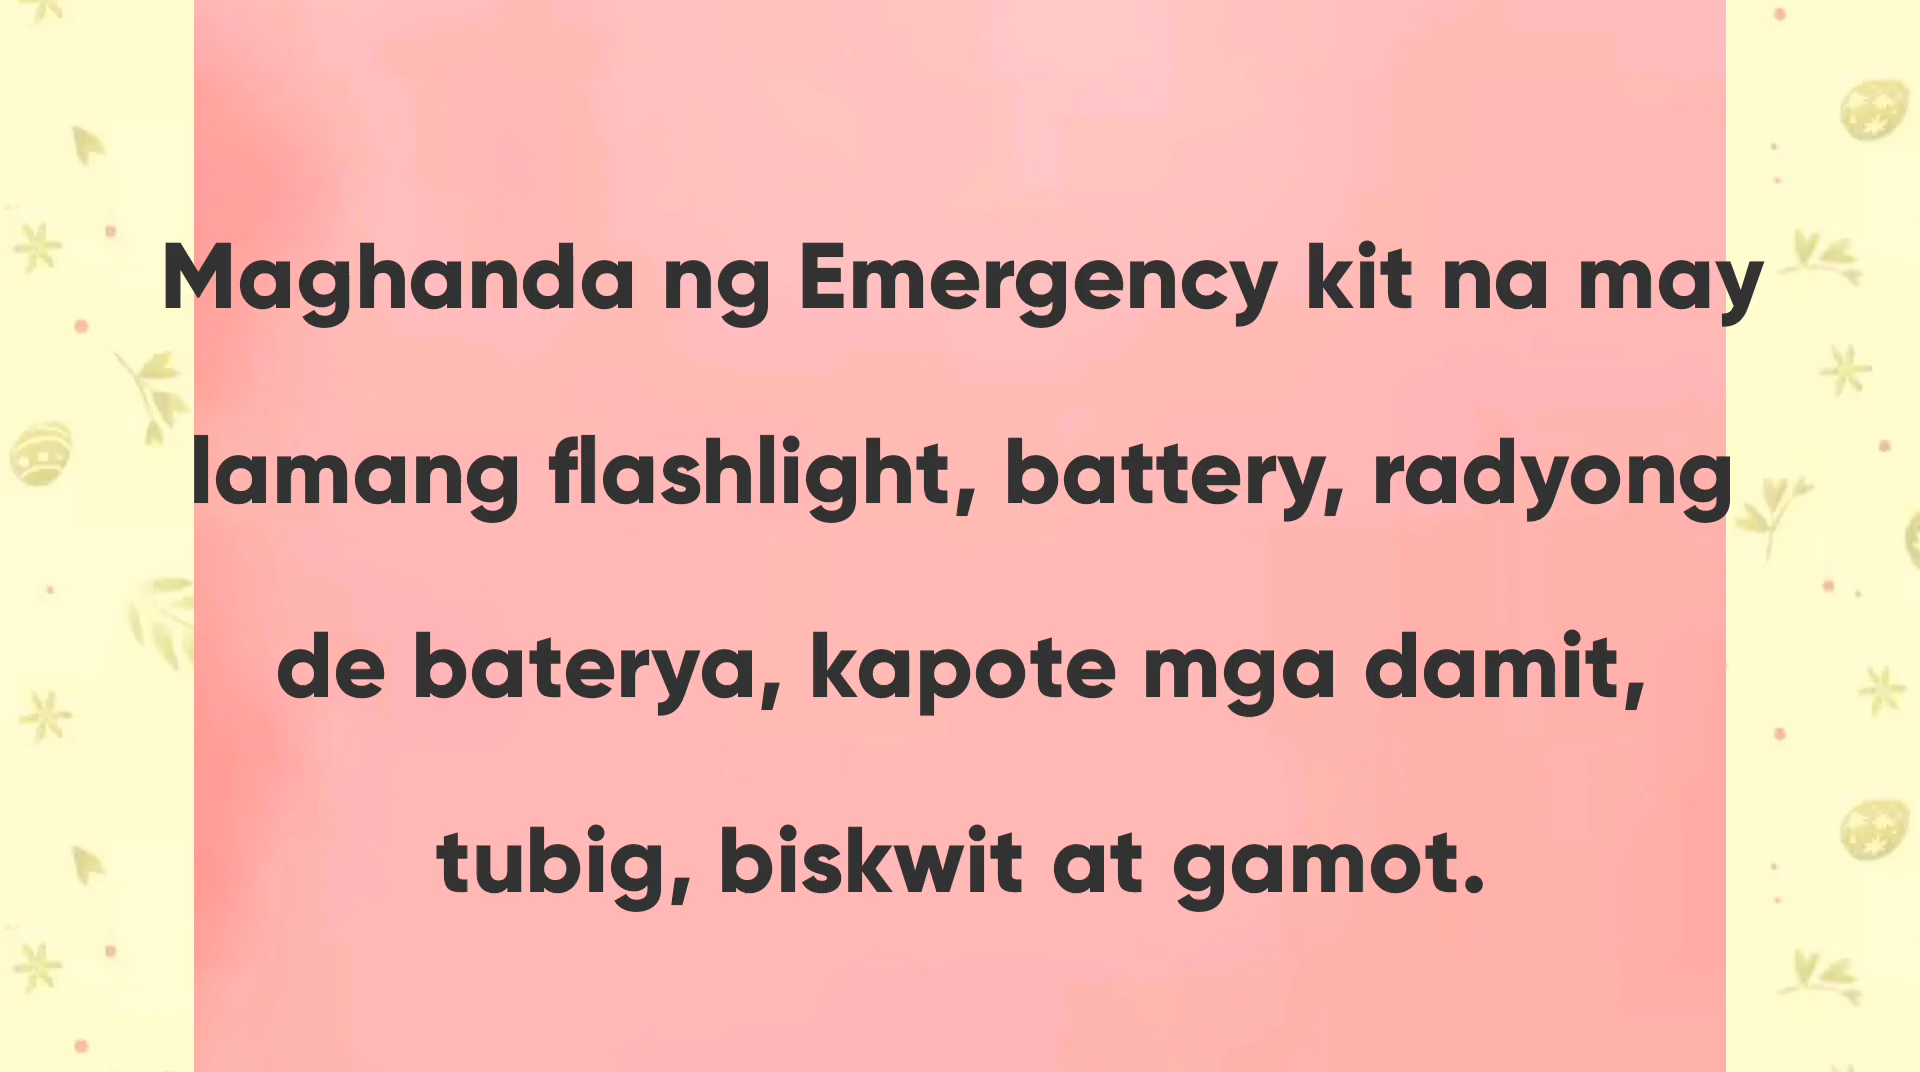 Maghanda ng Emergency kit na may
lamang flashlight, battery, radyong
de baterya, kapote mga damit,
tubig, biskwit at gamot.